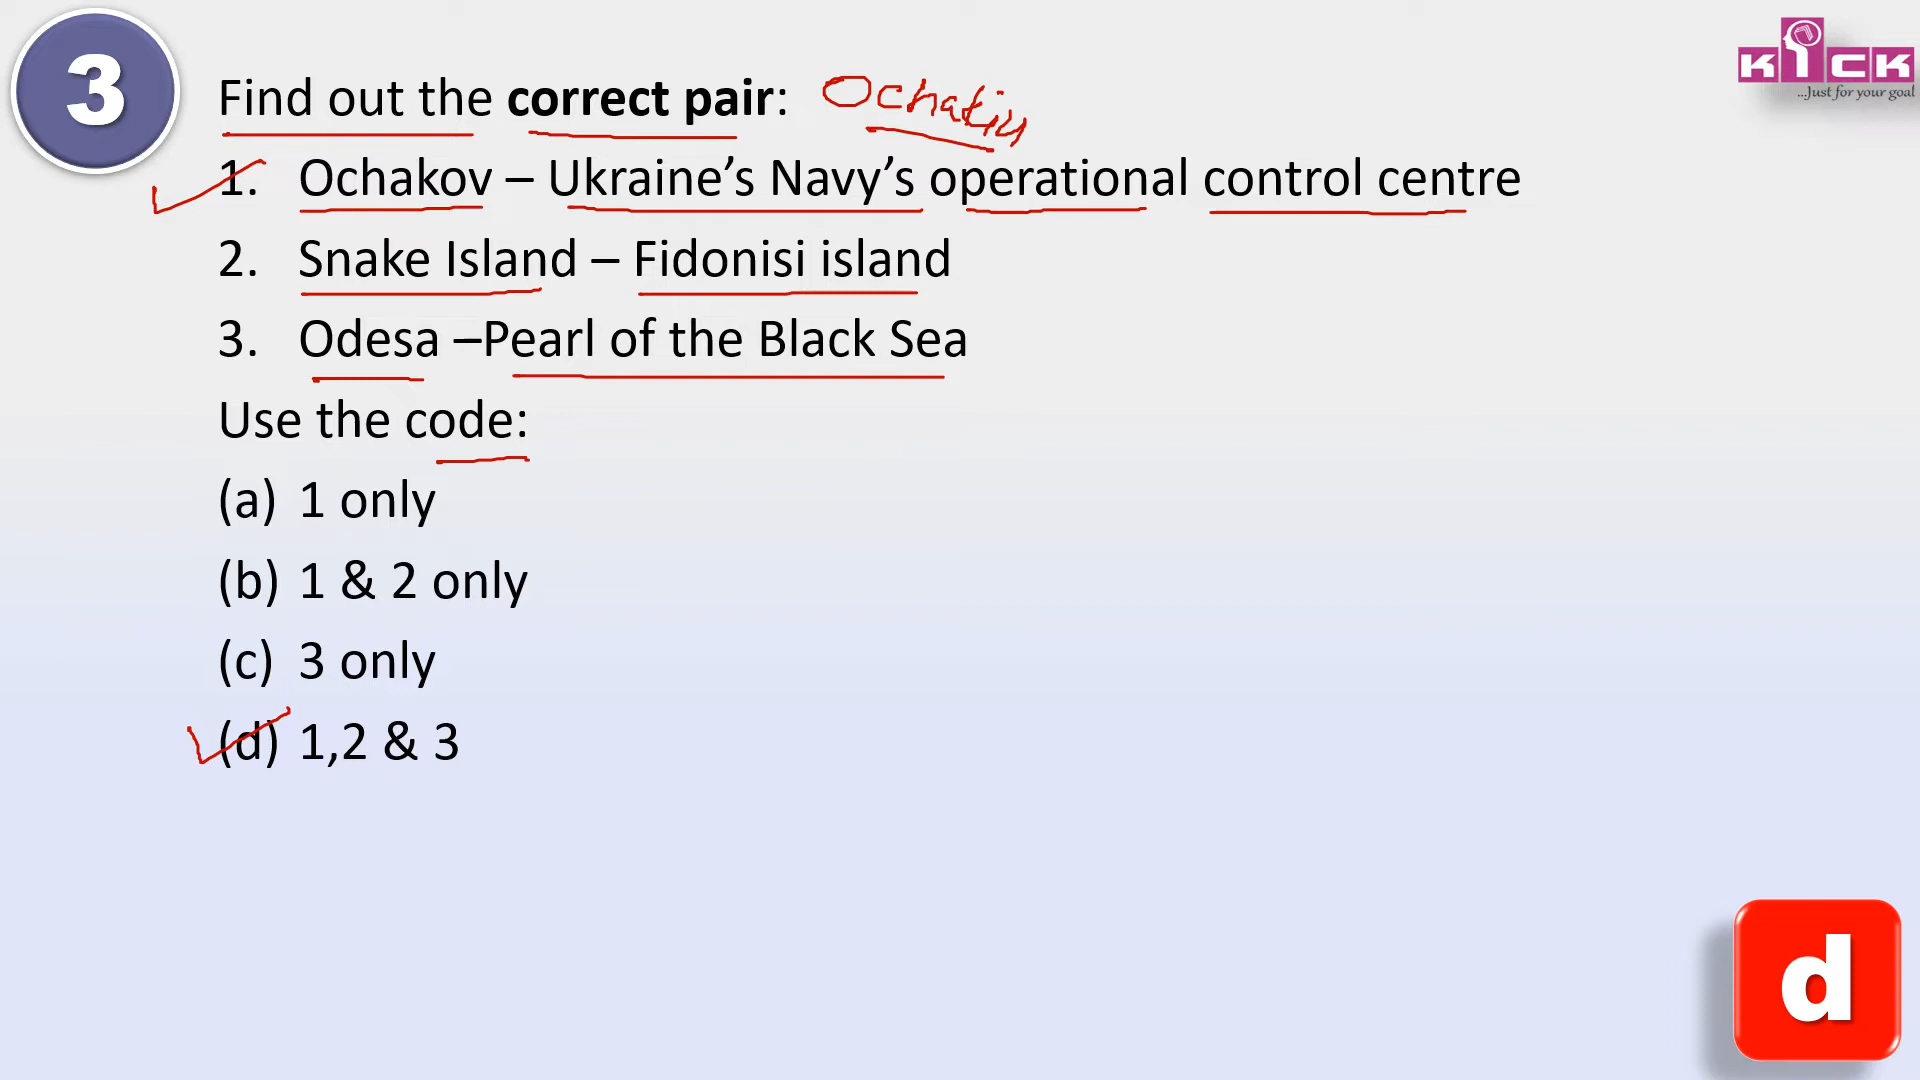 3
KICK
...Just for your goal
Find out the correct pair: Ochakiv
1. Ochakov – Ukraine’s Navy’s operational control centre
2. Snake Island – Fidonisi island
3. Odesa –Pearl of the Black Sea
Use the code:
(a) 1 only
(b) 1 & 2 only
(c) 3 only
(d) 1,2 & 3
d